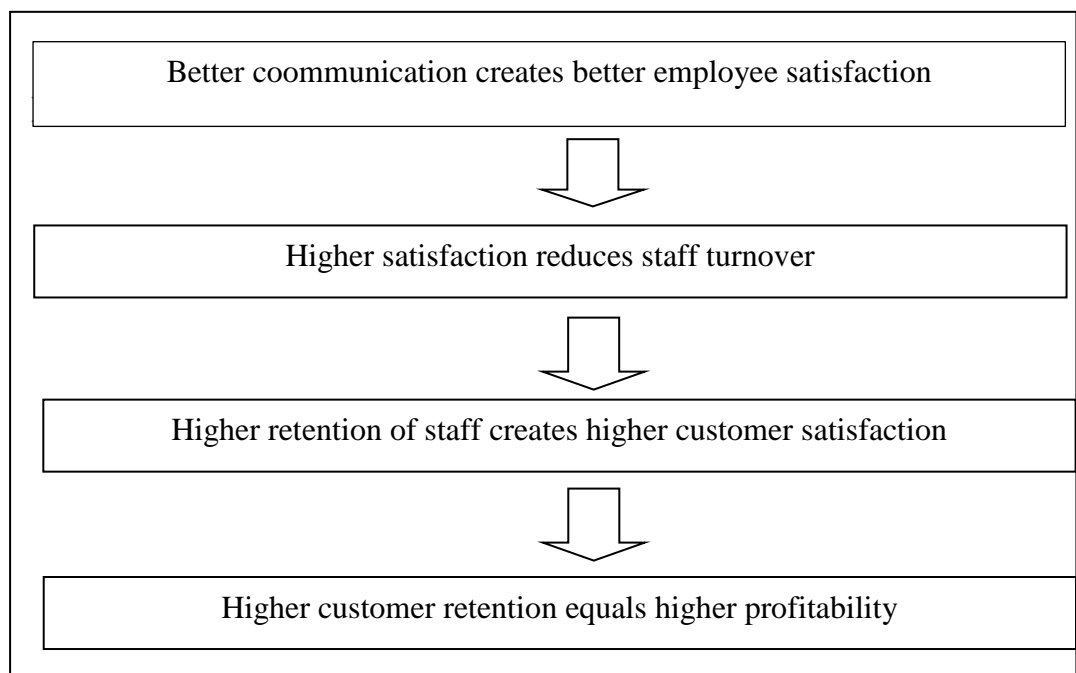 Better coommunication creates better employee satisfaction
Higher satisfaction reduces staff turnover
Higher retention of staff creates higher customer satisfaction
Higher customer retention equals higher profitability